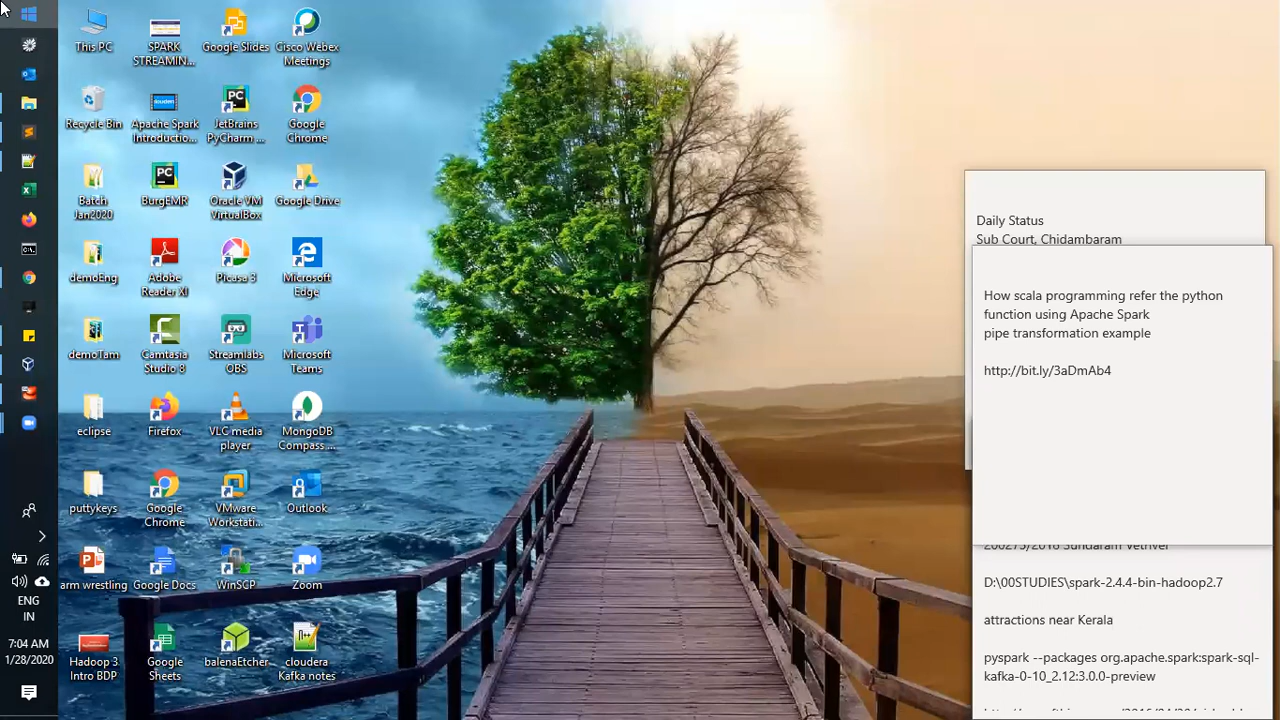 This PC
SPARK
STREAMIN...
Google Slides
Cisco Webex
Meetings
Recycle Bin
Apache Spark
Introductio...
JetBrains
PyCharm ...
Google
Chrome
Batch
Jan2020
BurgEMR
Oracle VM
VirtualBox
Google Drive
demoEng
Adobe
Reader XI
Picasa 3
Microsoft
Edge
demoTam
Camtasia
Studio 8
Streamlabs
OBS
Microsoft
Teams
eclipse
Firefox
VLC media
player
MongoDB
Compass ...
puttykeys
Google
Chrome
VMware
Workstati...
Outlook
arm wrestling
Google Docs
WinSCP
Zoom
Hadoop 3
Intro BDP
Google
Sheets
balenaEtcher
cloudera
Kafka notes
ENG
IN
7:04 AM
1/28/2020
Daily Status
Sub Court, Chidambaram
How scala programming refer the python
function using Apache Spark
pipe transformation example
http://bit.ly/3aDmAb4
D:\00STUDIES\spark-2.4.4-bin-hadoop2.7
attractions near Kerala
pyspark --packages org.apache.spark:spark-sql-
kafka-0-10_2.12:3.0.0-preview